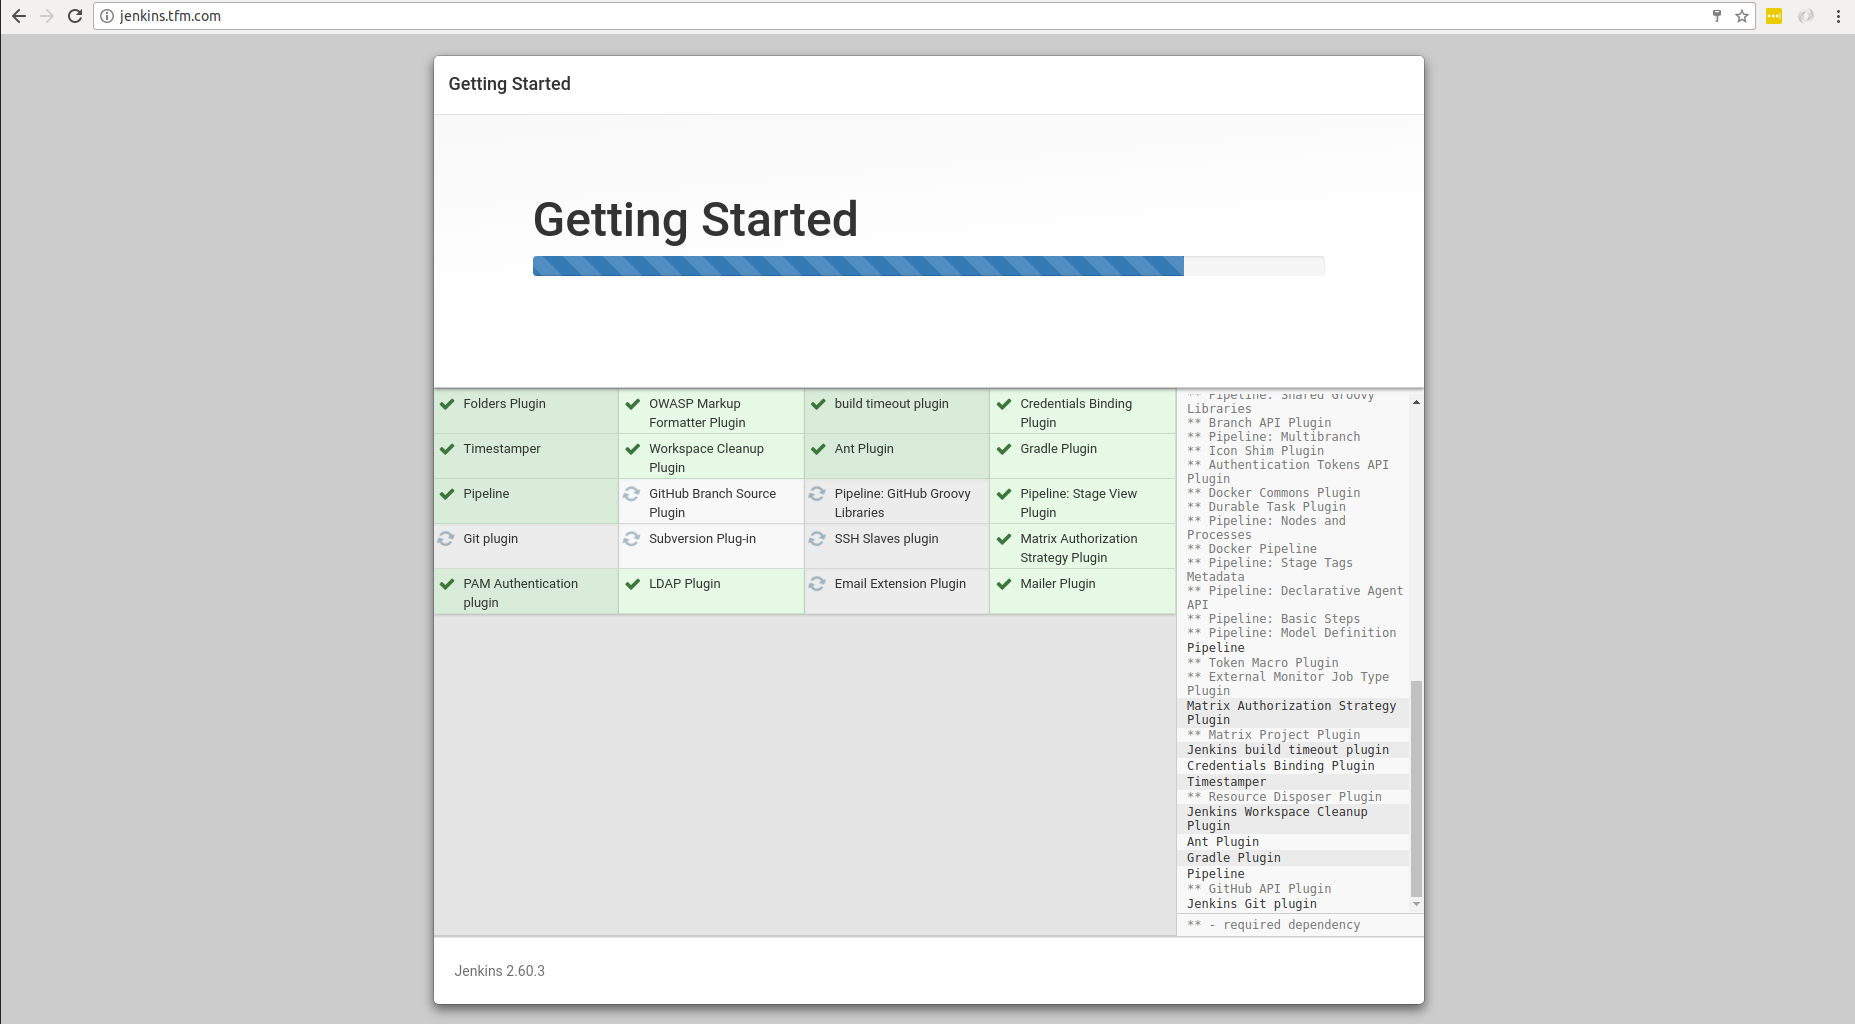 jenkins.tfm.com
Getting Started
Getting Started
Folders Plugin
OWASP Markup
Formatter Plugin
build timeout plugin
Credentials Binding
Plugin
Timestamper
Workspace Cleanup
Plugin
Ant Plugin
Gradle Plugin
Pipeline
GitHub Branch Source
Plugin
Pipeline: GitHub Groovy
Libraries
Pipeline: Stage View
Plugin
Git plugin
Subversion Plug-in
SSH Slaves plugin
Matrix Authorization
Strategy Plugin
PAM Authentication
plugin
LDAP Plugin
Email Extension Plugin
Mailer Plugin
** Pipeline: Shared Groovy
Libraries
** Branch API Plugin
** Pipeline: Multibranch
** Icon Shim Plugin
** Authentication Tokens API
Plugin
** Docker Commons Plugin
** Durable Task Plugin
** Pipeline: Nodes and
Processes
** Docker Pipeline
** Pipeline: Stage Tags
Metadata
** Pipeline: Declarative Agent
API
** Pipeline: Basic Steps
** Pipeline: Model Definition
Pipeline
** Token Macro Plugin
** External Monitor Job Type
Plugin
Matrix Authorization Strategy
Plugin
** Matrix Project Plugin
Jenkins build timeout plugin
Credentials Binding Plugin
Timestamper
** Resource Disposer Plugin
Jenkins Workspace Cleanup
Plugin
Ant Plugin
Gradle Plugin
Pipeline
** GitHub API Plugin
Jenkins Git plugin
** - required dependency
Jenkins 2.60.3